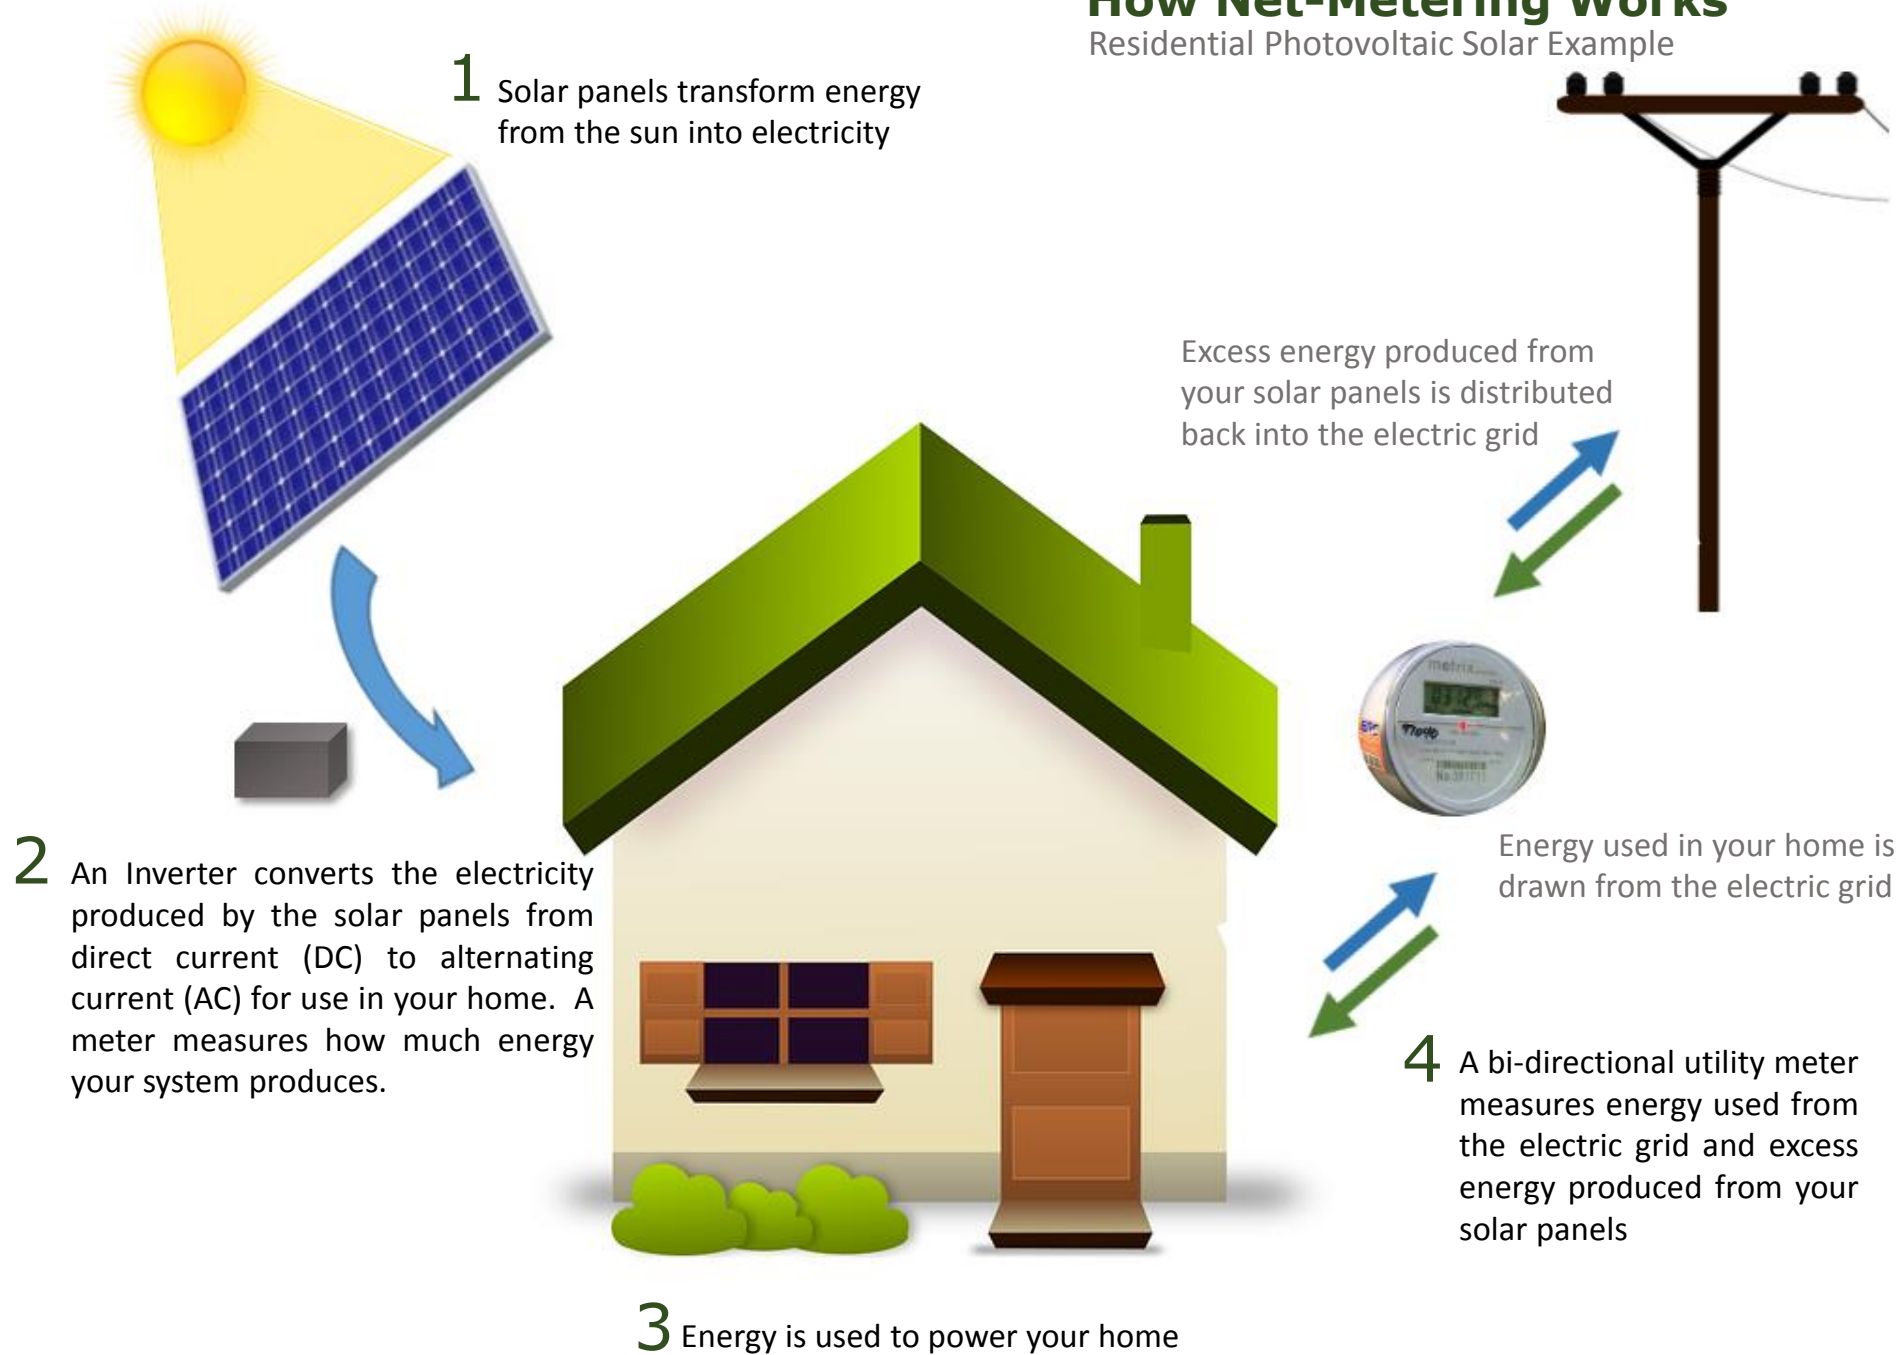 How Net-Metering Works
Residential Photovoltaic Solar Example
1 Solar panels transform energy
from the sun into electricity
Excess energy produced from
your solar panels is distributed
back into the electric grid
metrix
Energy used in your home is
drawn from the electric grid
2 An Inverter converts the electricity
produced by the solar panels from
direct current (DC) to alternating
current (AC) for use in your home. A
meter measures how much energy
your system produces.
4 A bi-directional utility meter
measures energy used from
the electric grid and excess
energy produced from your
solar panels
3 Energy is used to power your home